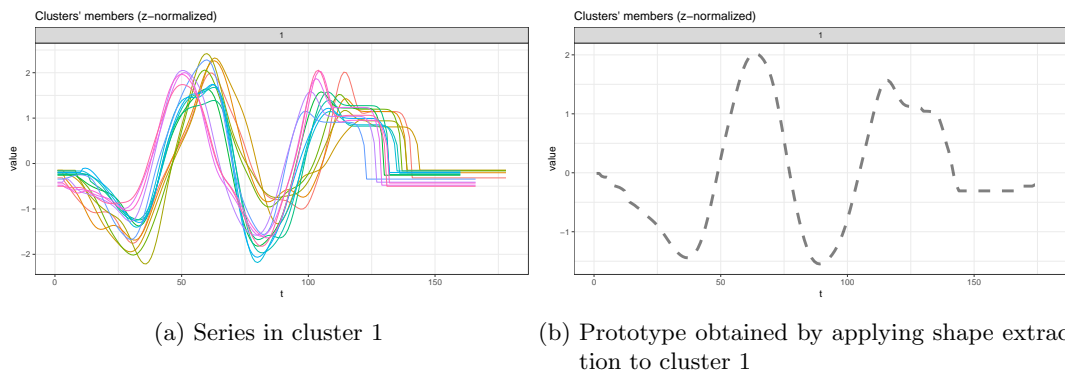 Clusters' members (z-normalized)
1
2
1
0
−1
−2
value
0
50
100
150
t
(a) Series in cluster 1
Clusters' members (z-normalized)
1
2
1
0
−1
value
0
50
100
150
t
(b) Prototype obtained by applying shape extrac
tion to cluster 1